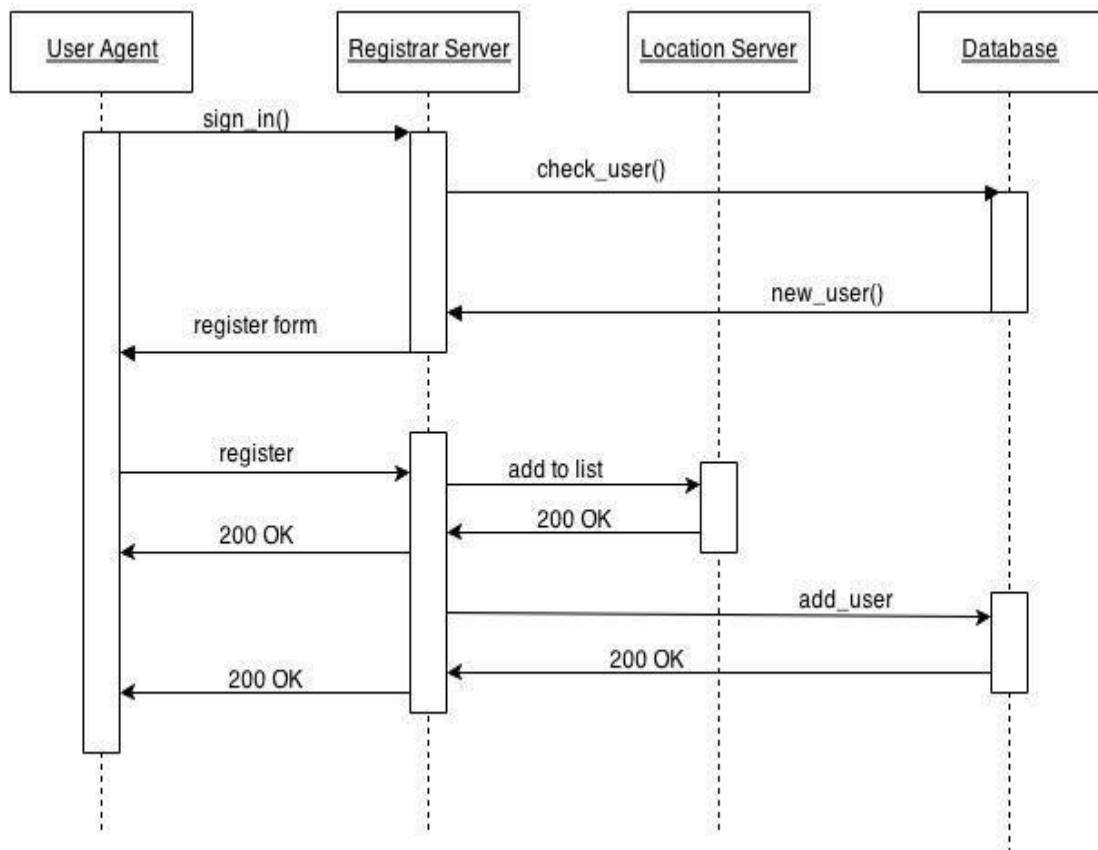 User Agent
Registrar Server
Location Server
Database
sign_in()
check_user()
new_user()
register form
register
add to list
200 OK
200 OK
add_user
200 OK
200 OK